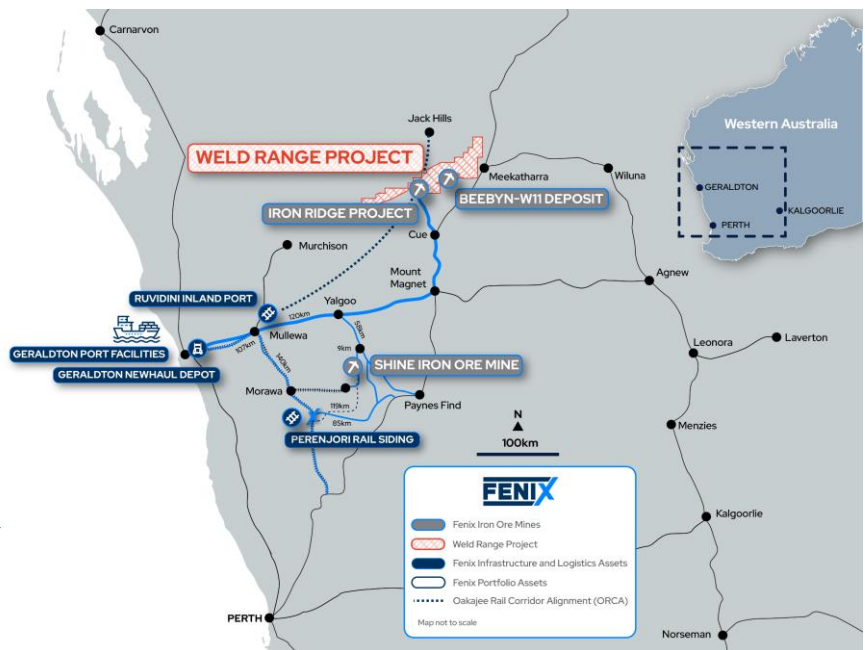 Carnarvon
Jack Hills
WELD RANGE PROJECT
Meekatharra
Wiluna
BEEBYN-W11 DEPOSIT
IRON RIDGE PROJECT
Cue
Murchison
Mount
Magnet
Agnew
RUVIDINI INLAND PORT
Yalgoo
120km
58km
Mullewa
GERALDTON PORT FACILITIES
107km
9km
GERALDTON NEWHAUL DEPOT
140km
SHINE IRON ORE MINE
Leonora
Laverton
Morawa
Paynes Find
119km
85km
PERENJORI RAIL SIDING
Menzies
N
100km
Kalgoorlie
PERTH
Norseman
Western Australia
GERALDTON
KALGOORLIE
PERTH
FENIX
Fenix Iron Ore Mines
Weld Range Project
Fenix Infrastructure and Logistics Assets
Fenix Portfolio Assets
Oakajee Rail Corridor Alignment (ORCA)
Map not to scale